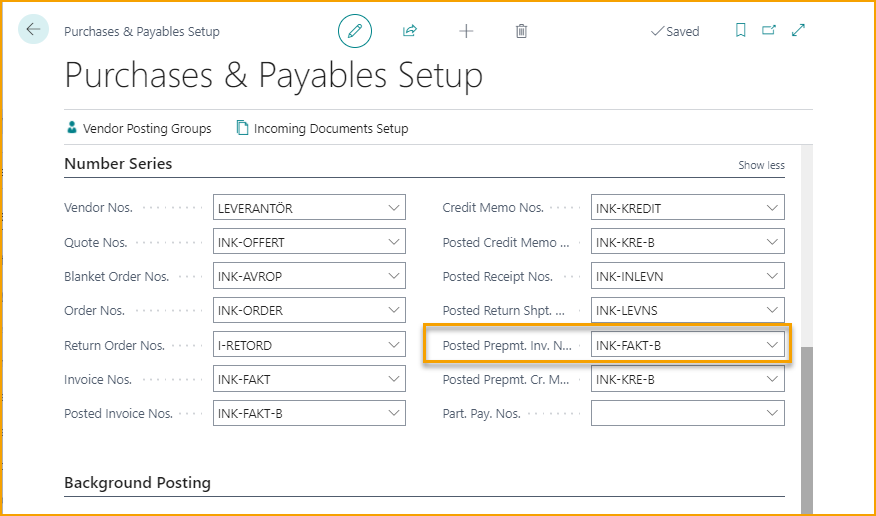 Purchases & Payables Setup
Saved
Purchases & Payables Setup
Vendor Posting Groups
Incoming Documents Setup
Number Series
Show less
Vendor Nos. LEVERANTÖR
Credit Memo Nos. INK-KREDIT
Quote Nos. INK-OFFERT
Posted Credit Memo ... INK-KRE-B
Blanket Order Nos. INK-AVROP
Posted Receipt Nos. INK-INLEVN
Order Nos. INK-ORDER
Posted Return Shpt. ... INK-LEVNS
Return Order Nos. I-RETORD
Posted Prepmt. Inv. N... INK-FAKT-B
Invoice Nos. INK-FAKT
Posted Prepmt. Cr. M... INK-KRE-B
Posted Invoice Nos. INK-FAKT-B
Part. Pay. Nos.
Background Posting